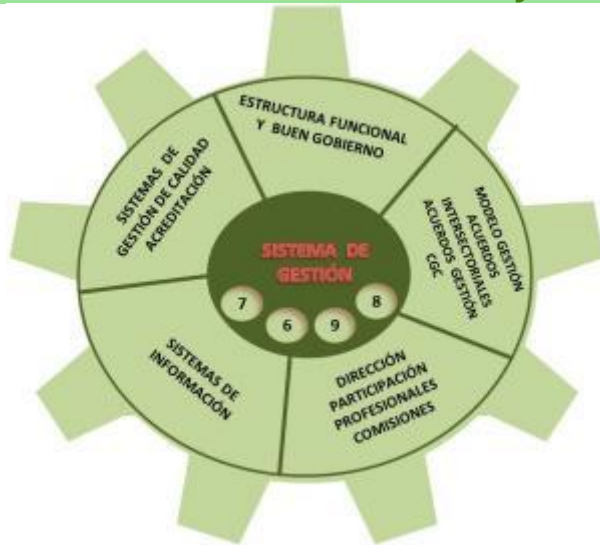 ESTRUCTURA FUNCIONAL
Y BUEN GOBIERNO
SISTEMAS DE
GESTIÓN DE CALIDAD
ACREDITACIÓN
MODELO GESTIÓN
ACUERDOS
INTERSECTORIALES
ACUERDOS GESTIÓN
CGC
SISTEMA DE
GESTIÓN
7
6
9
8
SISTEMAS DE
INFORMACIÓN
DIRECCIÓN
PARTICIPACIÓN
PROFESIONALES
COMISIONES